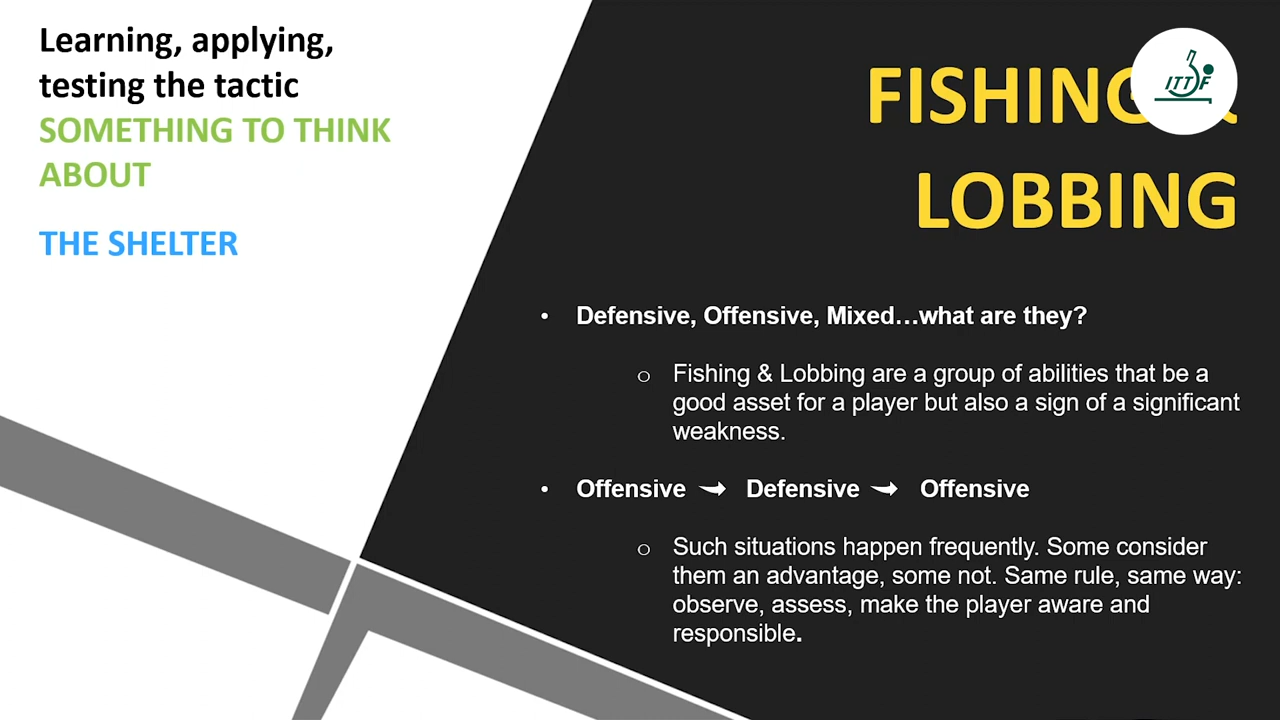 Learning, applying,
testing the tactic
SOMETHING TO THINK
ABOUT
THE SHELTER
FISHING
LOBBING
ITTF
• Defensive, Offensive, Mixed…what are they?
o Fishing & Lobbing are a group of abilities that be a
good asset for a player but also a sign of a significant
weakness.
• Offensive → Defensive → Offensive
o Such situations happen frequently. Some consider
them an advantage, some not. Same rule, same way:
observe, assess, make the player aware and
responsible.